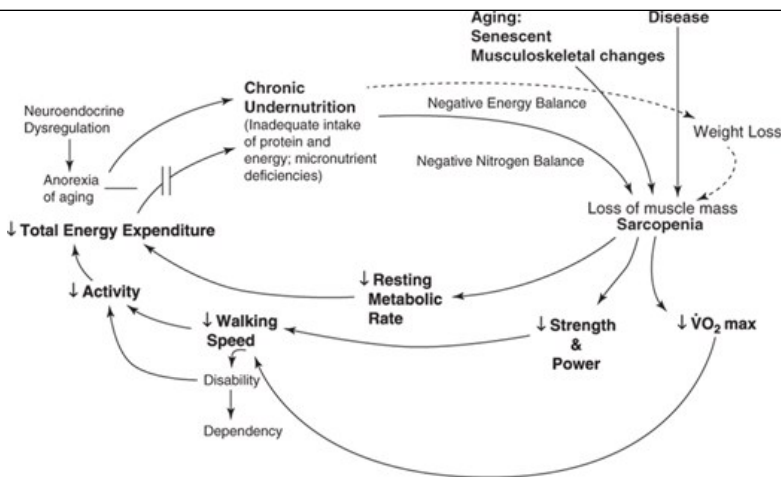 Aging:
Senescent
Musculoskeletal changes
Disease
Chronic
Undernutrition
(Inadequate intake
of protein and
energy; micronutrient
deficiencies)
Neuroendocrine
Dysregulation
Negative Energy Balance
Weight Loss
Negative Nitrogen Balance
Anorexia
of aging
Loss of muscle mass
Sarcopenia
↓ Total Energy Expenditure
↓ Resting
Metabolic
Rate
↓ Activity
↓ Walking
Speed
↓ Strength
&
Power
↓ V̇O₂ max
Disability
Dependency